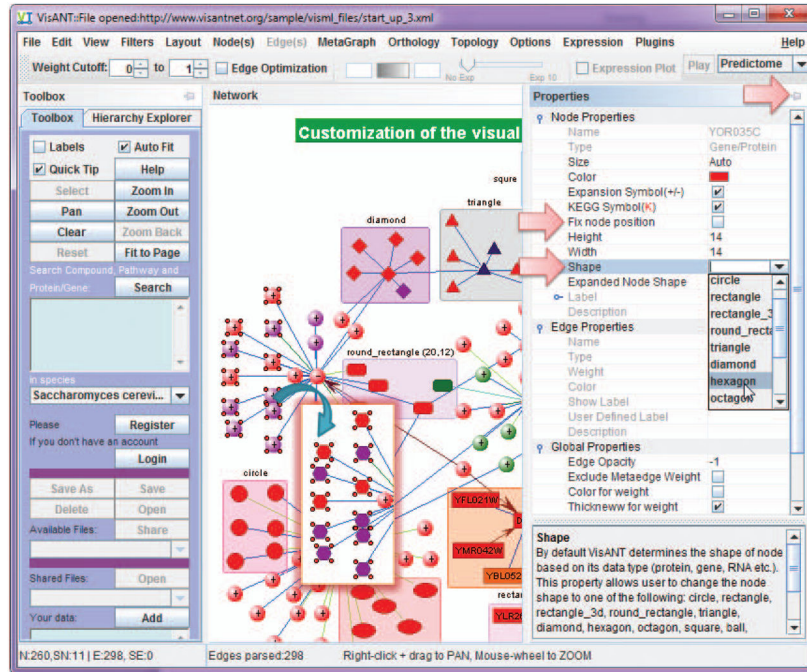 VisANT::File opened:http://www.visantnet.org/sample/visml_files/start_up_3.xml
File Edit View Filters Layout Node(s) Edge(s) MetaGraph Orthology Topology Options Expression Plugins Help
Weight Cutoff: 0 to 1 Edge Optimization No Exp Exp 10 Expression Plot Play Predictome
Toolbox
Toolbox Hierarchy Explorer
Labels Auto Fit
Quick Tip Help
Select Zoom In
Pan Zoom Out
Clear Zoom Back
Reset Fit to Page
Search Compound, Pathway and
Protein/Gene: Search
in species
Saccharomyces cerevi...
Please Register
If you don't have an account
Login
Save As Save
Delete Open
Available Files: Share
Shared Files: Open
Your data: Add
Network
Customization of the visual
squre
diamond
triangle
round_rectangle (20,12)
circle
YFL021W
YMR042W
YBL052
recta
YLR26
Properties
Node Properties
Name YOR035C
Type Gene/Protein
Size Auto
Color
Expansion Symbol(+/-)
KEGG Symbol(K)
Fix node position
Height 14
Width 14
Shape
Expanded Node Shape
Label
Description
circle
rectangle
rectangle_3
round_recta
triangle
diamond
hexagon
octagon
Edge Properties
Name
Type
Weight
Color
Show Label
User Defined Label
Description
Global Properties
Edge Opacity -1
Exclude Metaedge Weight
Color for weight
Thickneww for weight
Shape
By default VisANT determines the shape of node
based on its data type (protein, gene, RNA etc.).
This property allows user to change the node
shape to one of the following: circle, rectangle,
rectangle_3d, round_rectangle, triangle,
diamond, hexagon, octagon, square, ball,
N:260,SN:11 | E:298, SE:0 Edges parsed:298 Right-click + drag to PAN, Mouse-wheel to ZOOM